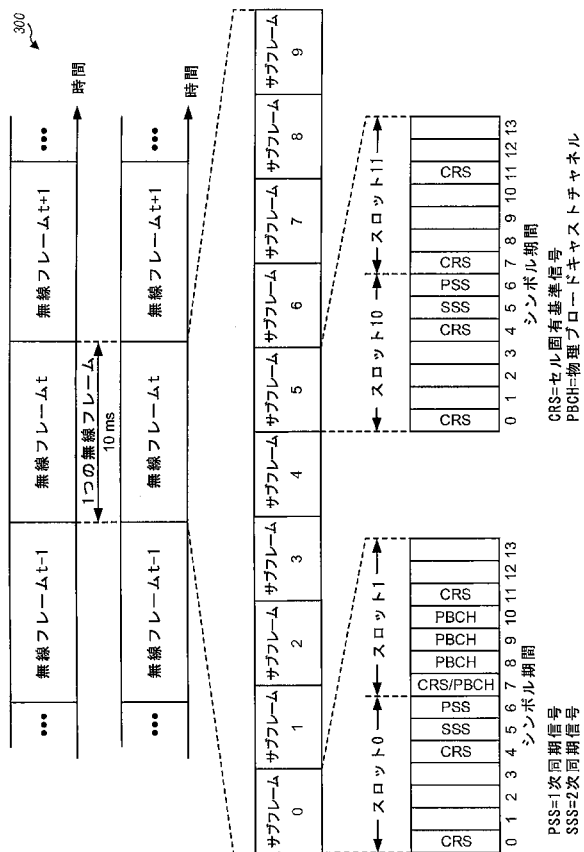 300
••• 無線フレームt-1 無線フレームt 無線フレームt+1 •••
時間
1つの無線フレーム
10 ms
••• 無線フレームt-1 無線フレームt 無線フレームt+1 •••
時間
サブフレーム サブフレーム サブフレーム サブフレーム サブフレーム サブフレーム サブフレーム サブフレーム サブフレーム サブフレーム
0 1 2 3 4 5 6 7 8 9
スロット0 スロット1
CRS CRS SSS PSS CRS/PBCH PBCH PBCH PBCH CRS
0 1 2 3 4 5 6 7 8 9 10 11 12 13
シンボル期間
スロット10 スロット11
CRS CRS SSS PSS CRS CRS
0 1 2 3 4 5 6 7 8 9 10 11 12 13
シンボル期間
PSS=1次同期信号
SSS=2次同期信号
CRS=セル固有基準信号
PBCH=物理ブロードキャストチャネル